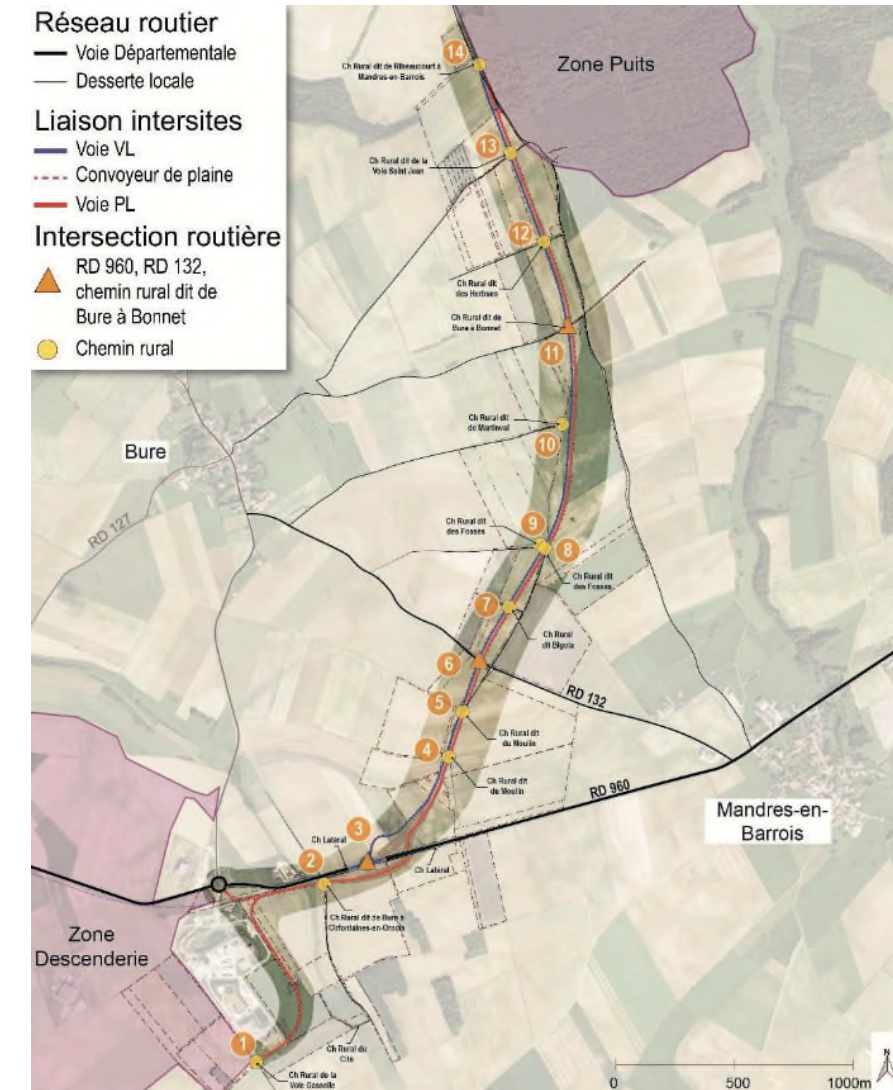 Réseau routier
Voie Départementale
Desserte locale
Liaison intersites
Voie VL
Convoyeur de plaine
Voie PL
Intersection routière
RD 960, RD 132,
chemin rural dit de
Bure à Bonnet
Chemin rural
14
Ch Rural dit de Ribeaucourt à
Mandres-en-Barrois
Zone Puits
13
Ch Rural dit de la
Voie Saint Jean
12
Ch Rural dit
des Herbues
Ch Rural dit de
Bure à Bonnet
11
Ch Rural dit
de Martinval
10
Bure
RD 127
9
Ch Rural dit
des Fossés
8
Ch Rural dit
des Fossés
7
Ch Rural
dit Bigola
6
RD 132
5
Ch Rural dit
du Moulin
4
Ch Rural dit
du Moulin
RD 960
Mandres-en-
Barrois
3
Ch Latéral
Ch Latéral
2
Ch Rural dit de Bure à
Cirfontaines-en-Ornois
Zone
Descenderie
1
Ch Rural du
Cité
Ch Rural de la
Voie Gasselle
0 500 1000m
N